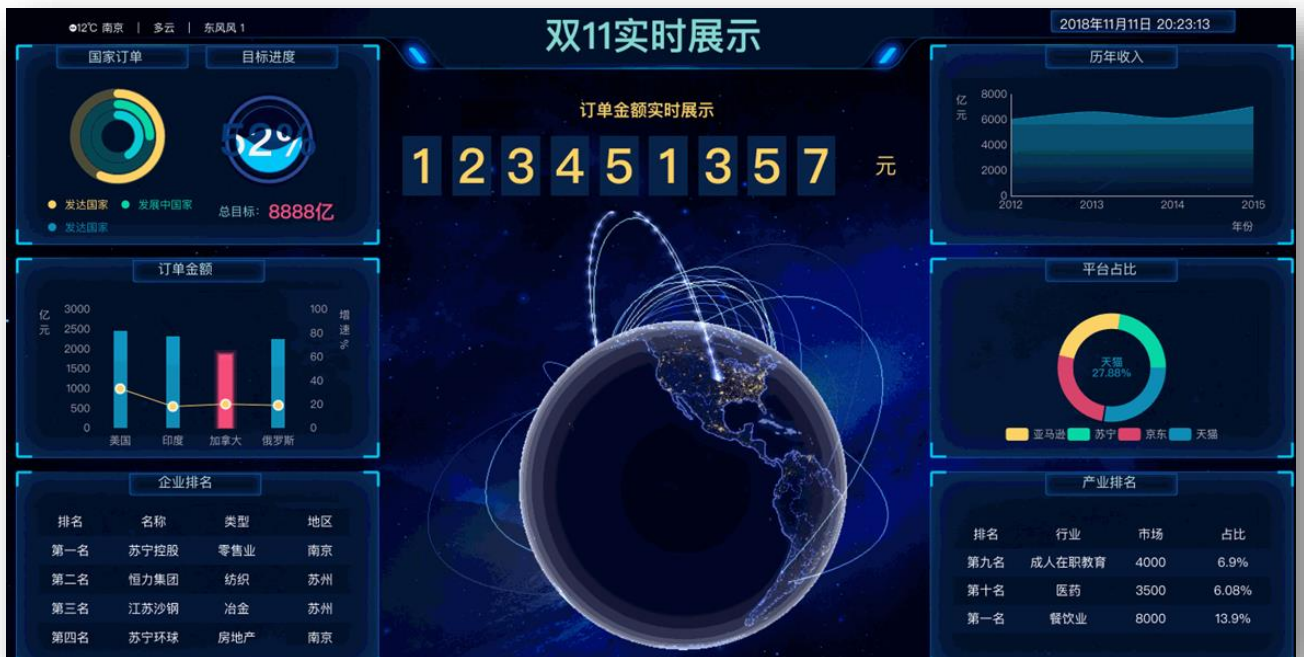 12℃ 南京 | 多云 | 东风风 1
双11实时展示
2018年11月11日 20:23:13
国家订单
目标进度
52%
发达国家
发展中国家
发达国家
总目标: 8888亿
订单金额
亿元
3000
2500
2000
1500
1000
500
0
100
80
60
40
20
0
增速%
美国 印度 加拿大 俄罗斯
企业排名
排名 名称 类型 地区
第一名 苏宁控股 零售业 南京
第二名 恒力集团 纺织 苏州
第三名 江苏沙钢 冶金 苏州
第四名 苏宁环球 房地产 南京
订单金额实时展示
123451357 元
历年收入
亿元
8000
6000
4000
2000
0
2012 2013 2014 2015
年份
平台占比
天猫
27.88%
亚马逊 苏宁 京东 天猫
产业排名
排名 行业 市场 占比
第九名 成人在职教育 4000 6.9%
第十名 医药 3500 6.08%
第一名 餐饮业 8000 13.9%